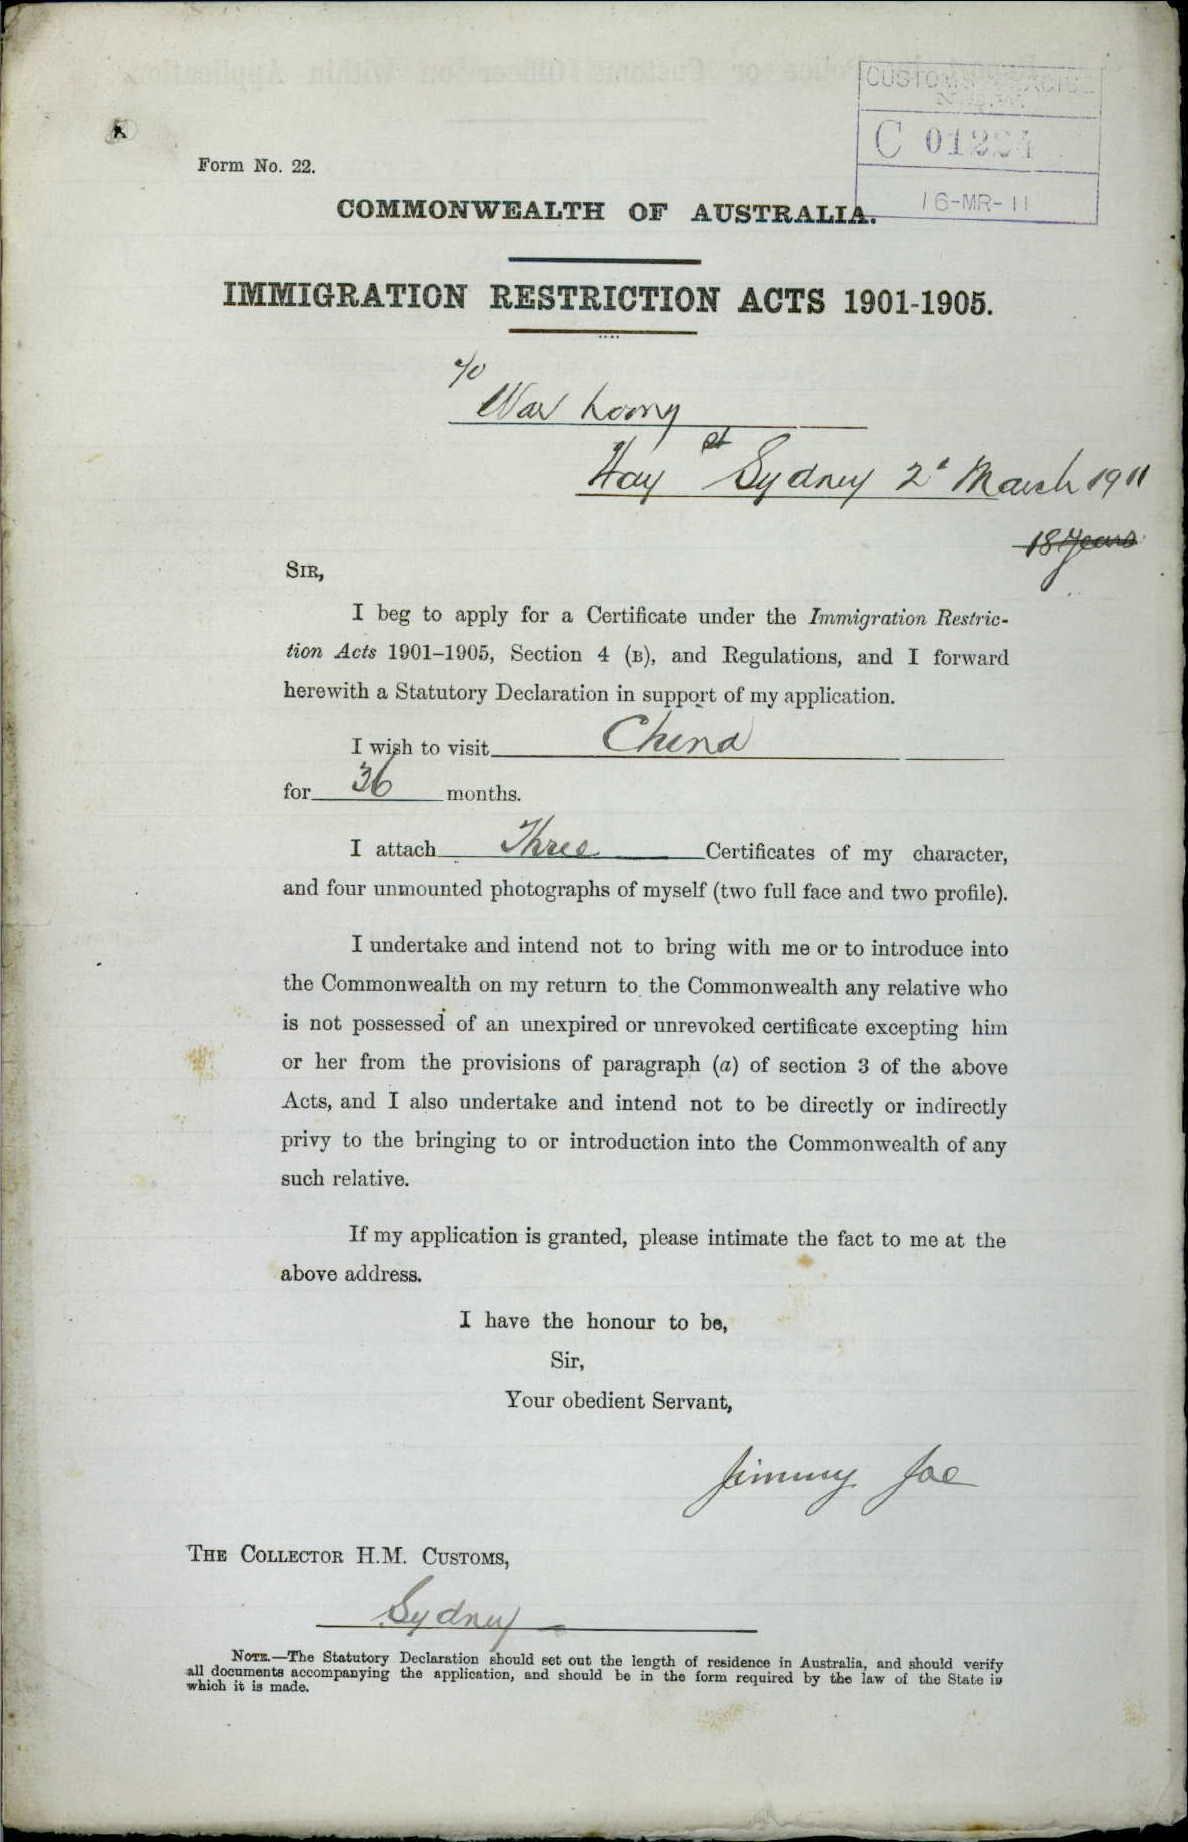 CUSTOMS & EXCISE
N.S.W.
C 01224
16-MR-11
Form No. 22.
COMMONWEALTH OF AUSTRALIA.
IMMIGRATION RESTRICTION ACTS 1901-1905.
c/o
War Loong
Hay St Sydney 2d March 1911
18 years
SIR,
I beg to apply for a Certificate under the Immigration Restric-
tion Acts 1901–1905, Section 4 (B), and Regulations, and I forward
herewith a Statutory Declaration in support of my application.
I wish to visit China
for 36 months.
I attach Three Certificates of my character,
and four unmounted photographs of myself (two full face and two profile).
I undertake and intend not to bring with me or to introduce into
the Commonwealth on my return to the Commonwealth any relative who
is not possessed of an unexpired or unrevoked certificate excepting him
or her from the provisions of paragraph (a) of section 3 of the above
Acts, and I also undertake and intend not to be directly or indirectly
privy to the bringing to or introduction into the Commonwealth of any
such relative.
If my application is granted, please intimate the fact to me at the
above address.
I have the honour to be,
Sir,
Your obedient Servant,
Jimmy Joe
THE COLLECTOR H.M. CUSTOMS,
Sydney
NOTE.—The Statutory Declaration should set out the length of residence in Australia, and should verify
all documents accompanying the application, and should be in the form required by the law of the State in
which it is made.